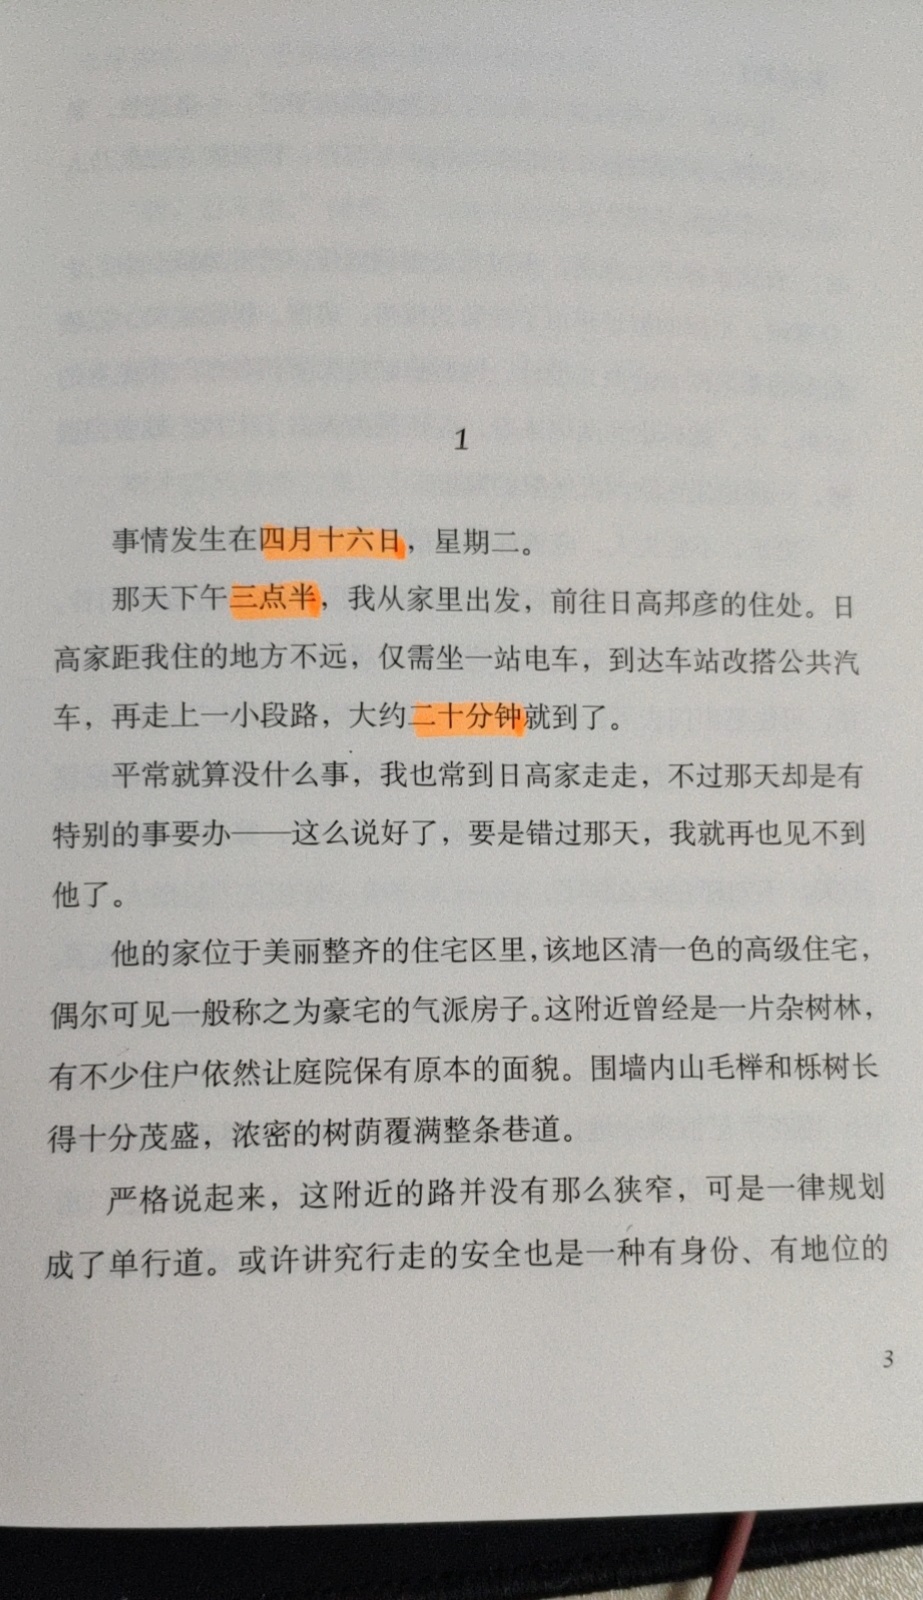 1
事情发生在四月十六日，星期二。
那天下午三点半，我从家里出发，前往日高邦彦的住处。日
高家距我住的地方不远，仅需坐一站电车，到达车站改搭公共汽
车，再走上一小段路，大约二十分钟就到了。
平常就算没什么事，我也常到日高家走走，不过那天却是有
特别的事要办——这么说好了，要是错过那天，我就再也见不到
他了。
他的家位于美丽整齐的住宅区里，该地区清一色的高级住宅，
偶尔可见一般称之为豪宅的气派房子。这附近曾经是一片杂树林，
有不少住户依然让庭院保有原本的面貌。围墙内山毛榉和栎树长
得十分茂盛，浓密的树荫覆满整条巷道。
严格说起来，这附近的路并没有那么狭窄，可是一律规划
成了单行道。或许讲究行走的安全也是一种有身份、有地位的
3